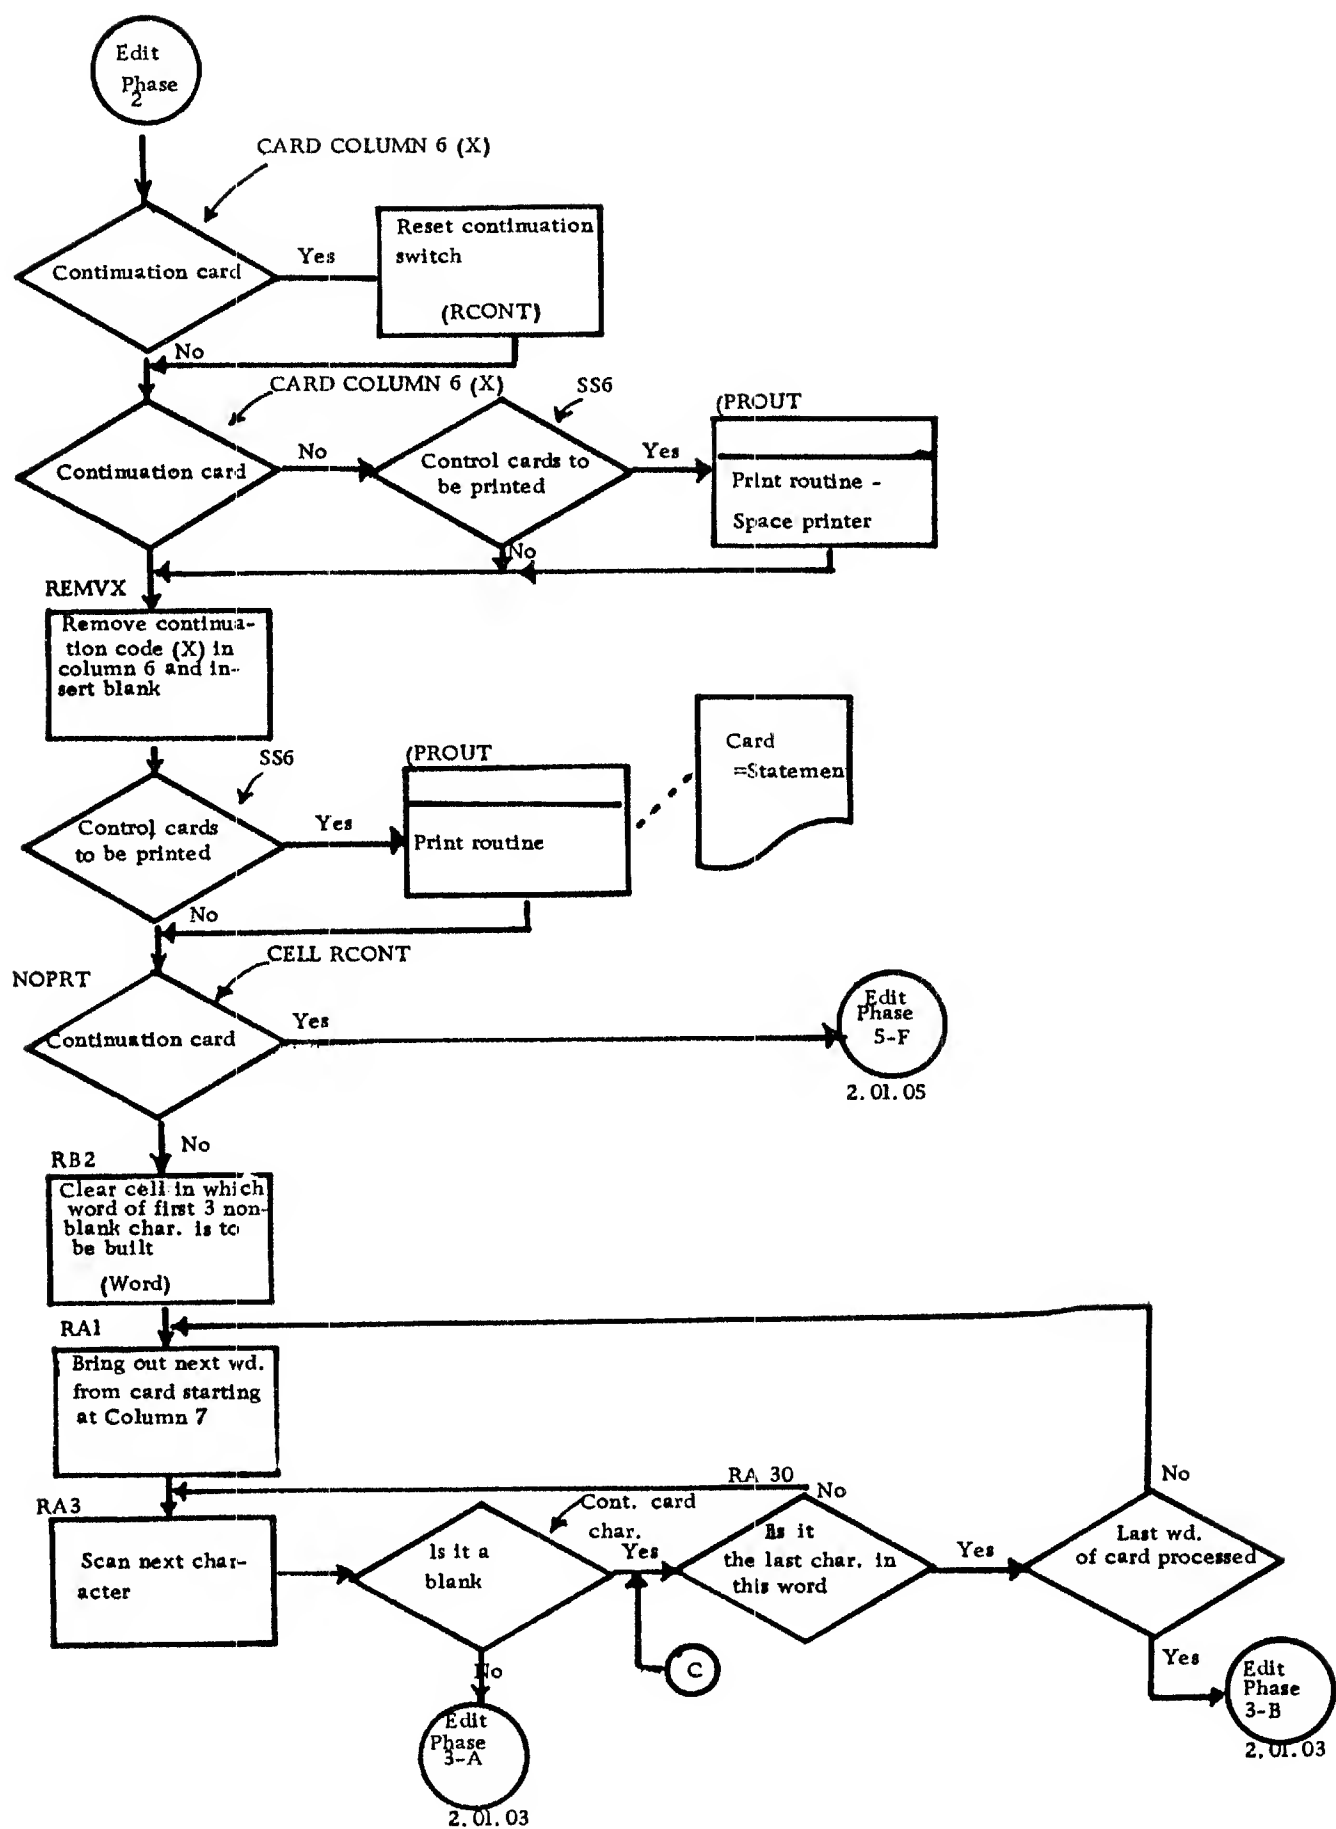 Edit
Phase
2
CARD COLUMN 6 (X)
Continuation card
Yes
Reset continuation
switch
(RCONT)
No
CARD COLUMN 6 (X)
SS6
(PROUT
Continuation card
No
Control cards to
be printed
Yes
Print routine -
Space printer
No
REMVX
Remove continua-
tion code (X) in
column 6 and in-
sert blank
SS6
(PROUT
Card
=Statemen
Control cards
to be printed
Yes
Print routine
No
CELL RCONT
NOPRT
Continuation card
Yes
Edit
Phase
5-F
2.01.05
No
RB2
Clear cell in which
word of first 3 non-
blank char. is to
be built
(Word)
RA1
Bring out next wd.
from card starting
at Column 7
RA 30
No
No
RA3
Scan next char-
acter
Cont. card
char.
Is it a
blank
Yes
Is it
the last char. in
this word
Yes
Last wd.
of card processed
C
No
Yes
Edit
Phase
3-A
2.01.03
Edit
Phase
3-B
2.01.03